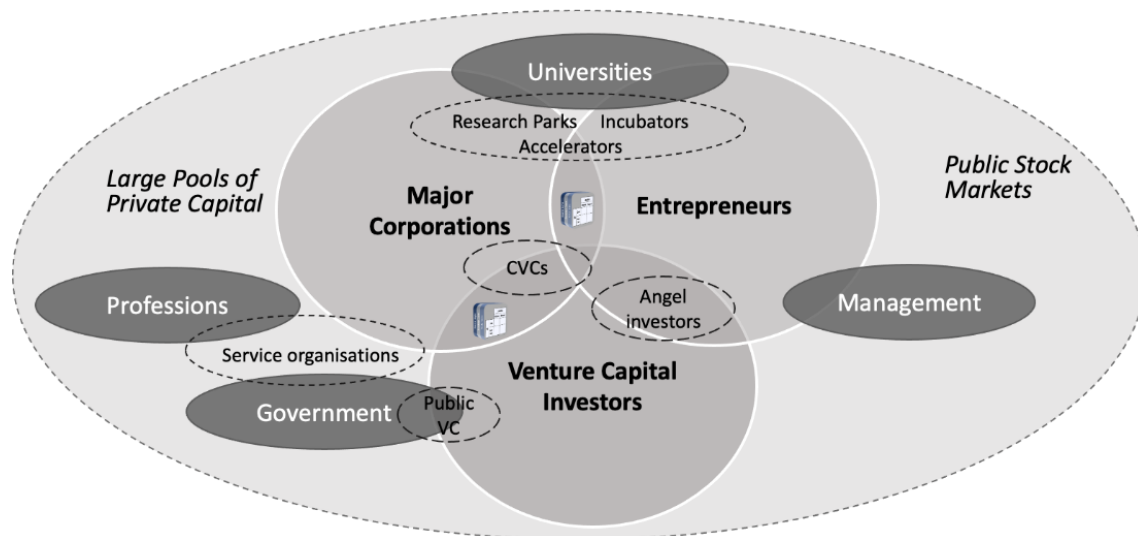 Universities
Research Parks Incubators
Accelerators
Large Pools of
Private Capital
Public Stock
Markets
Major
Corporations
Entrepreneurs
CVCs
Angel
investors
Professions
Management
Service organisations
Venture Capital
Investors
Government
Public
VC